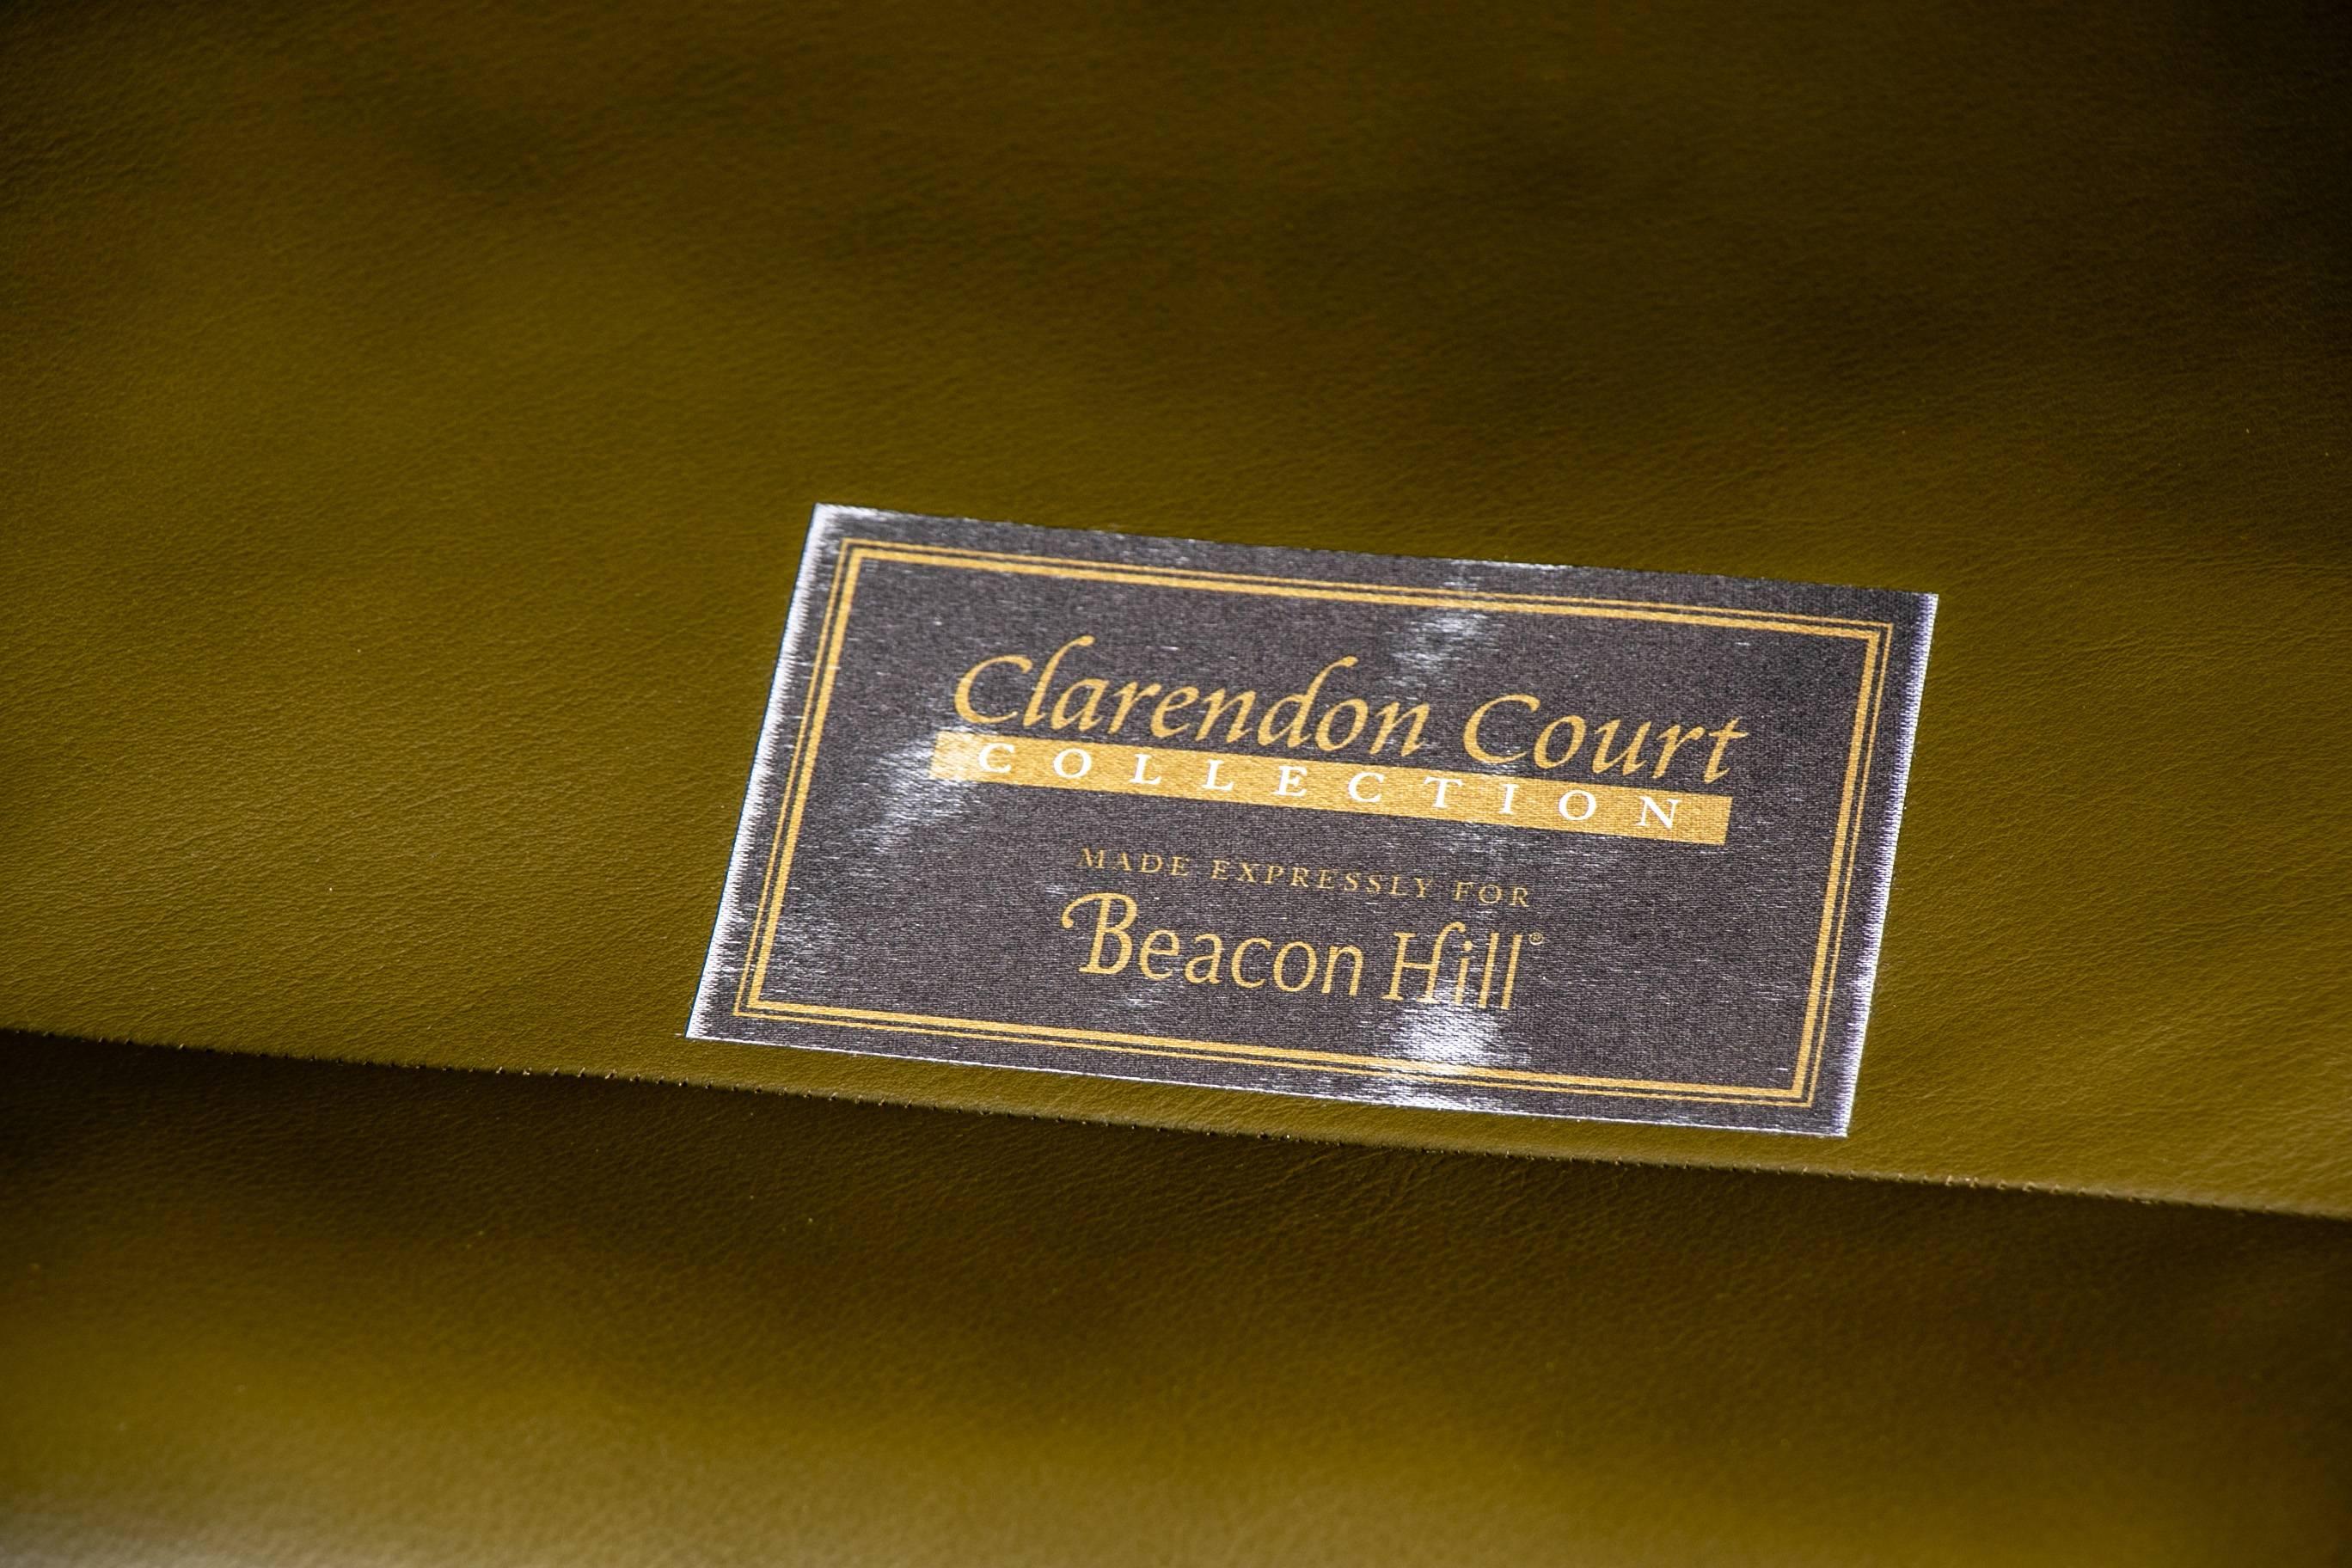 Clarendon Court
COLLECTION
MADE EXPRESSLY FOR
Beacon Hill®